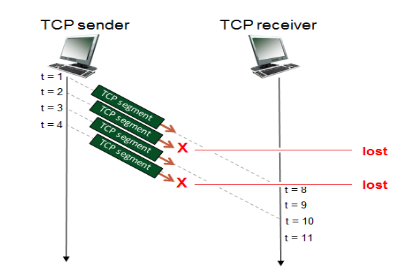 TCP sender
TCP receiver
t = 1
t = 2
t = 3
t = 4
TCP segment
TCP segment
TCP segment
TCP segment
X
lost
X
lost
t = 8
t = 9
t = 10
t = 11